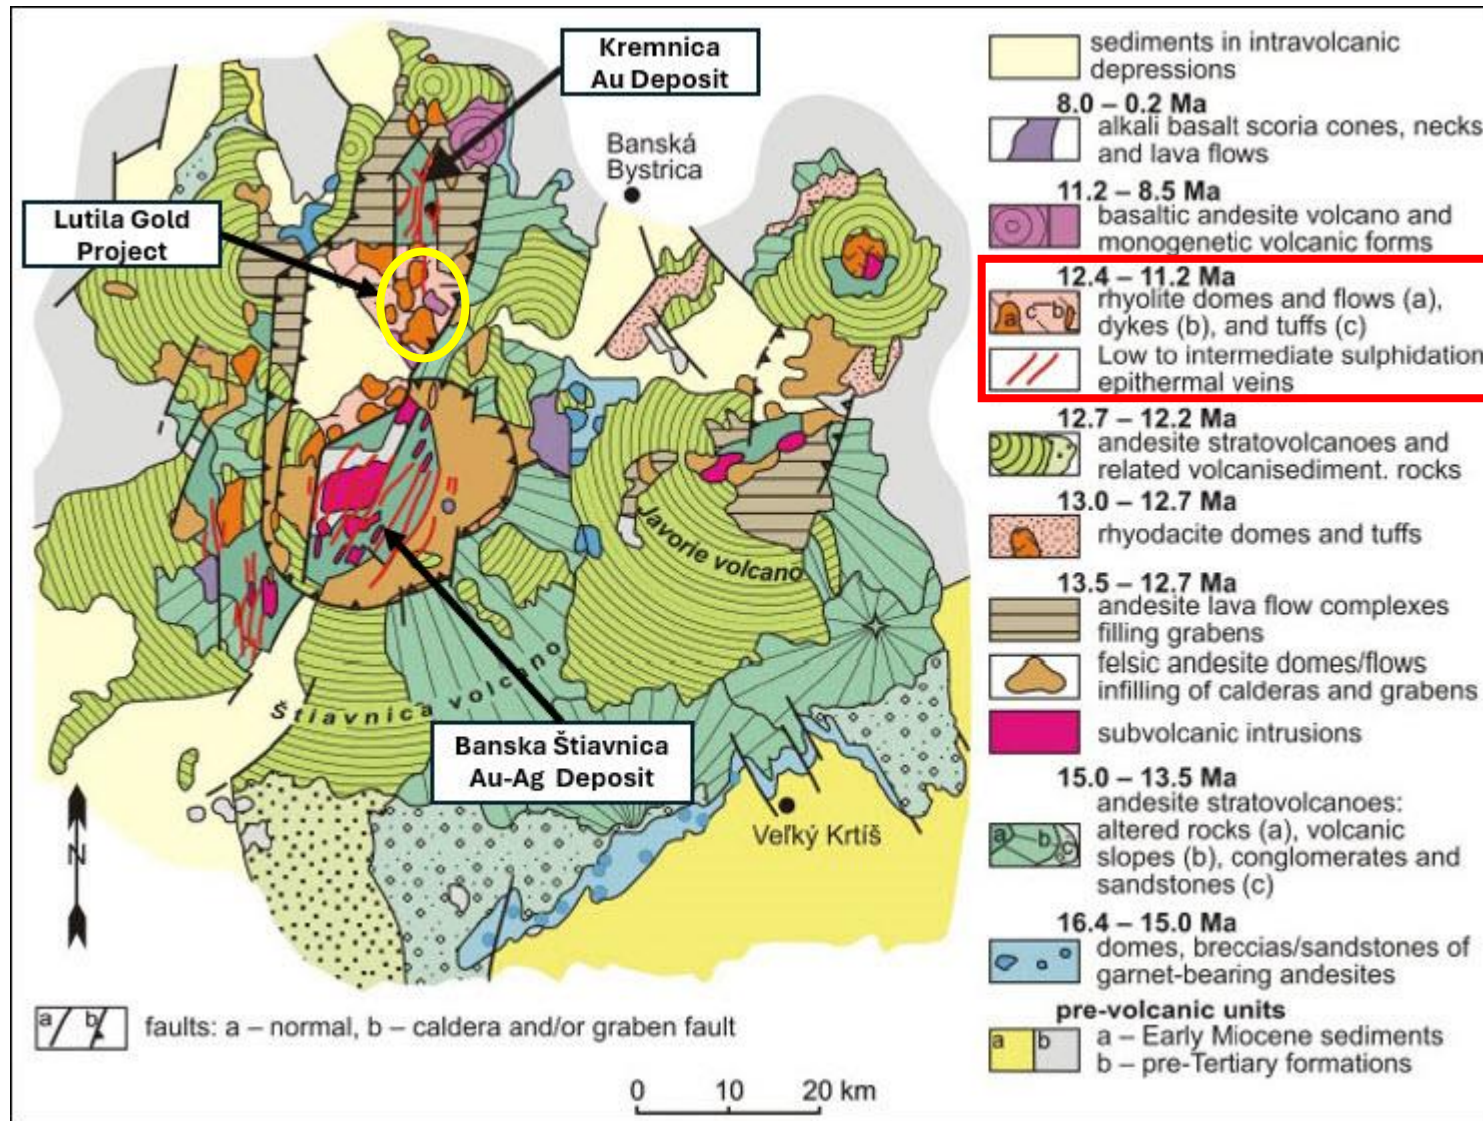 Kremnica
Au Deposit
Banská
Bystrica
Lutila Gold
Project
Javorie volcano
Štiavnica volcano
Banska Štiavnica
Au-Ag Deposit
Veľký Krtíš
N
a b
faults: a – normal, b – caldera and/or graben fault
0 10 20 km
sediments in intravolcanic
depressions
8.0 – 0.2 Ma
alkali basalt scoria cones, necks
and lava flows
11.2 – 8.5 Ma
basaltic andesite volcano and
monogenetic volcanic forms
12.4 – 11.2 Ma
a c b
rhyolite domes and flows (a),
dykes (b), and tuffs (c)
Low to intermediate sulphidation
epithermal veins
12.7 – 12.2 Ma
andesite stratovolcanoes and
related volcanisediment. rocks
13.0 – 12.7 Ma
rhyodacite domes and tuffs
13.5 – 12.7 Ma
andesite lava flow complexes
filling grabens
felsic andesite domes/flows
infilling of calderas and grabens
subvolcanic intrusions
15.0 – 13.5 Ma
a b c
andesite stratovolcanoes:
altered rocks (a), volcanic
slopes (b), conglomerates and
sandstones (c)
16.4 – 15.0 Ma
domes, breccias/sandstones of
garnet-bearing andesites
pre-volcanic units
a b
a – Early Miocene sediments
b – pre-Tertiary formations